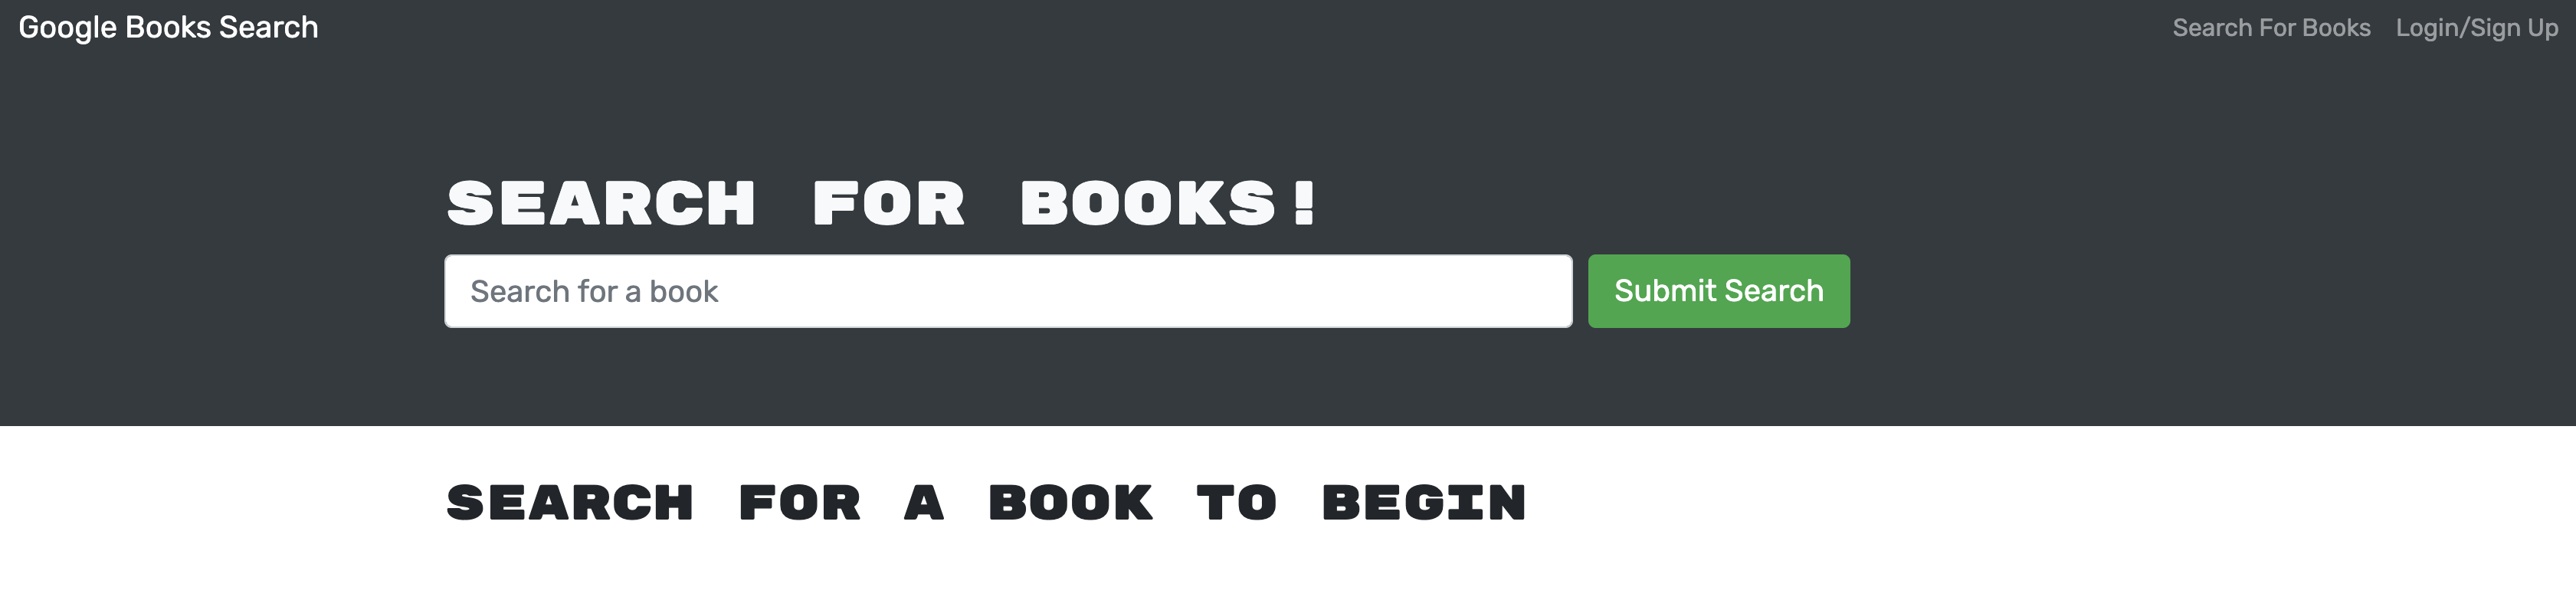 Google Books Search
Search For Books
Login/Sign Up
SEARCH FOR BOOKS!
Search for a book
Submit Search
SEARCH FOR A BOOK TO BEGIN